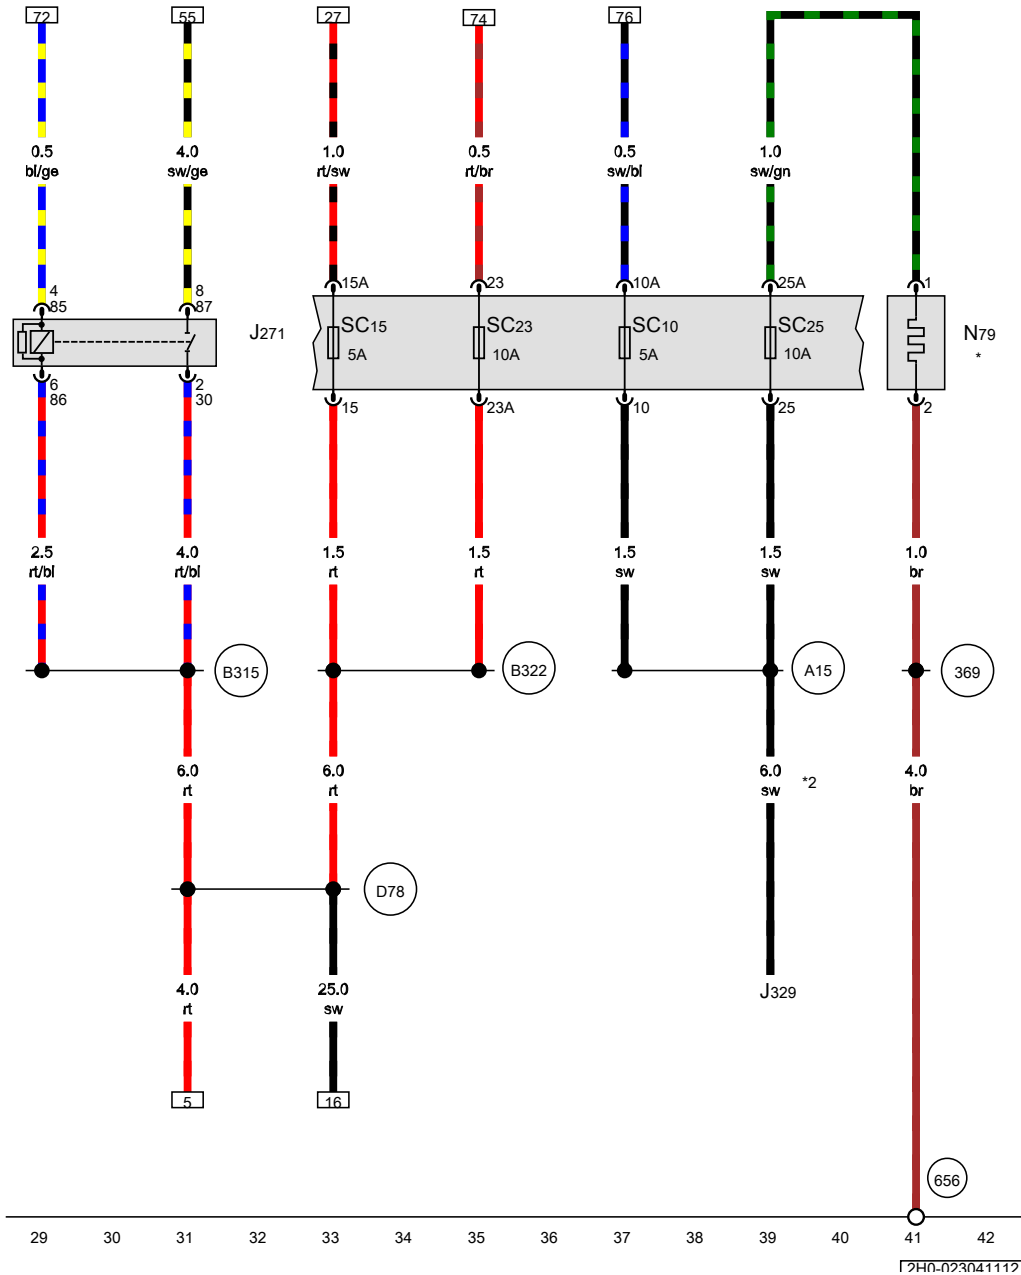 72 55 27 74 76
0.5 4.0 1.0 0.5 0.5 1.0
bl/ge sw/ge rt/sw rt/br sw/bl sw/gn
4 8 15A 23 10A 25A 1
85 87
J271 SC15 SC23 SC10 SC25 N79
5A 10A 5A 10A *
6 2
86 30 15 23A 10 25 2
2.5 4.0 1.5 1.5 1.5 1.5 1.0
rt/bl rt/bl rt rt sw sw br
B315 B322 A15 369
6.0 6.0 6.0 *2 4.0
rt rt sw br
D78
4.0 25.0 J329
rt sw
5 16
656
29 30 31 32 33 34 35 36 37 38 39 40 41 42
2H0-023041112